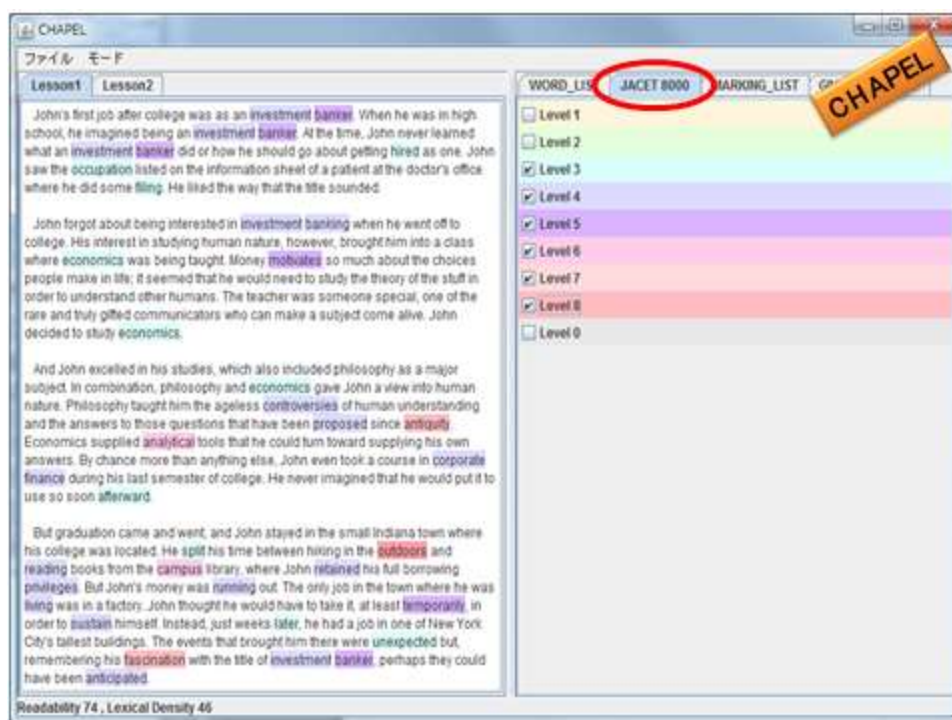 CHAPEL
ファイル モード
Lesson1 Lesson2
John's first job after college was as an investment banker. When he was in high
school, he imagined being an investment banker. At the time, John never learned
what an investment banker did or how he should go about getting hired as one. John
saw the occupation listed on the information sheet of a patient at the doctor's office
where he did some filing. He liked the way that the title sounded.
John forgot about being interested in investment banking when he went off to
college. His interest in studying human nature, however, brought him into a class
where economics was being taught. Money motivates so much about the choices
people make in life; it seemed that he would need to study the theory of the stuff in
order to understand other humans. The teacher was someone special, one of the
rare and truly gifted communicators who can make a subject come alive. John
decided to study economics.
And John excelled in his studies, which also included philosophy as a major
subject. In combination, philosophy and economics gave John a view into human
nature. Philosophy taught him the ageless controversies of human understanding
and the answers to those questions that have been proposed since antiquity.
Economics supplied analytical tools that he could turn toward supplying his own
answers. By chance more than anything else, John even took a course in corporate
finance during his last semester of college. He never imagined that he would put it to
use so soon afterward.
But graduation came and went, and John stayed in the small Indiana town where
his college was located. He split his time between hiking in the outdoors and
reading books from the campus library, where John retained his full borrowing
privileges. But John's money was running out. The only job in the town where he was
living was in a factory. John thought he would have to take it, at least temporarily, in
order to sustain himself. Instead, just weeks later, he had a job in one of New York
City's tallest buildings. The events that brought him there were unexpected but,
remembering his fascination with the title of investment banker, perhaps they could
have been anticipated.
WORD_LIS JACET 8000 MARKING_LIST
CHAPEL
Level 1
Level 2
Level 3
Level 4
Level 5
Level 6
Level 7
Level 8
Level 0
Readability 74 , Lexical Density 46